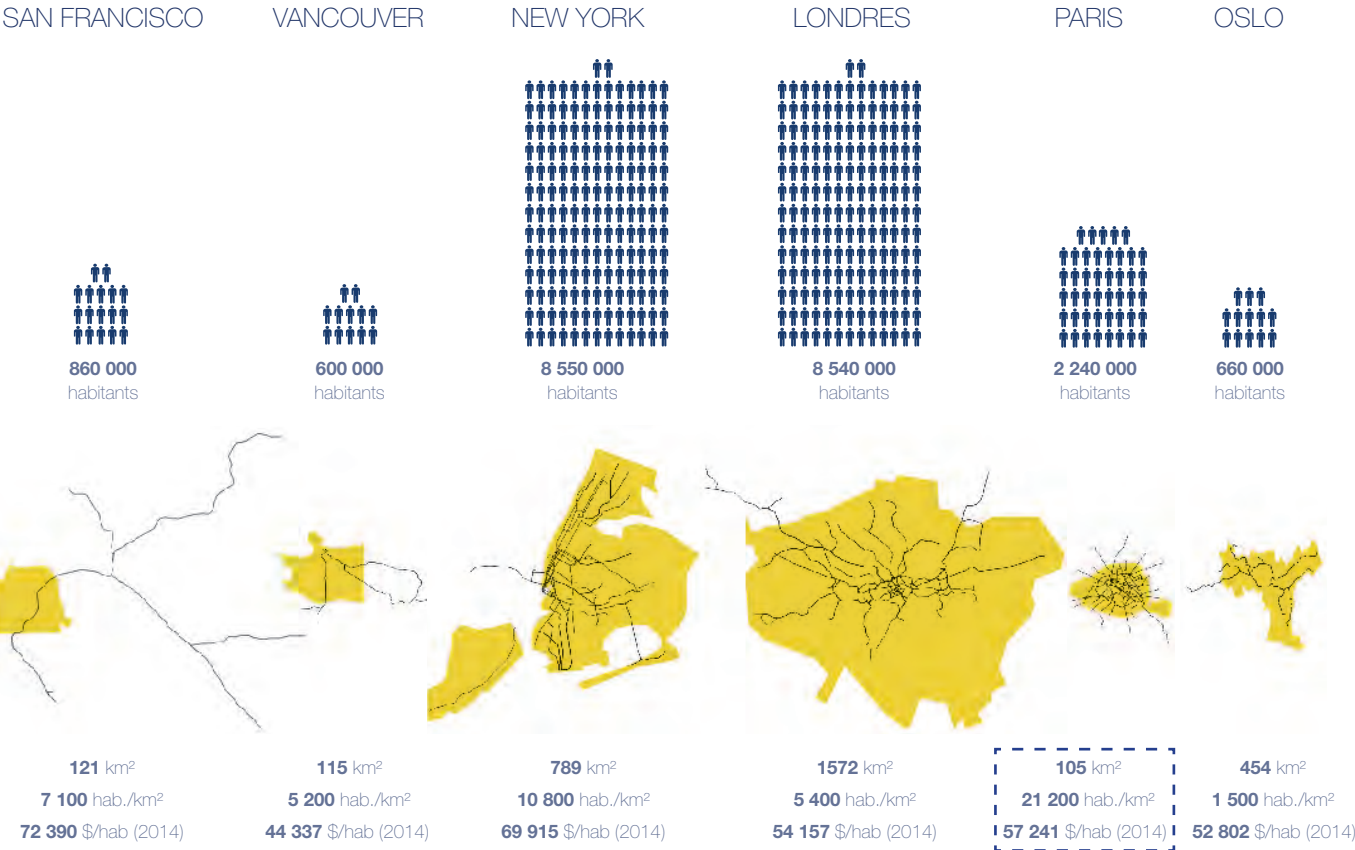 SAN FRANCISCO VANCOUVER NEW YORK LONDRES PARIS OSLO
860 000 600 000 8 550 000 8 540 000 2 240 000 660 000
habitants habitants habitants habitants habitants habitants
121 km² 115 km² 789 km² 1572 km² 105 km² 454 km²
7 100 hab./km² 5 200 hab./km² 10 800 hab./km² 5 400 hab./km² 21 200 hab./km² 1 500 hab./km²
72 390 $/hab (2014) 44 337 $/hab (2014) 69 915 $/hab (2014) 54 157 $/hab (2014) 57 241 $/hab (2014) 52 802 $/hab (2014)